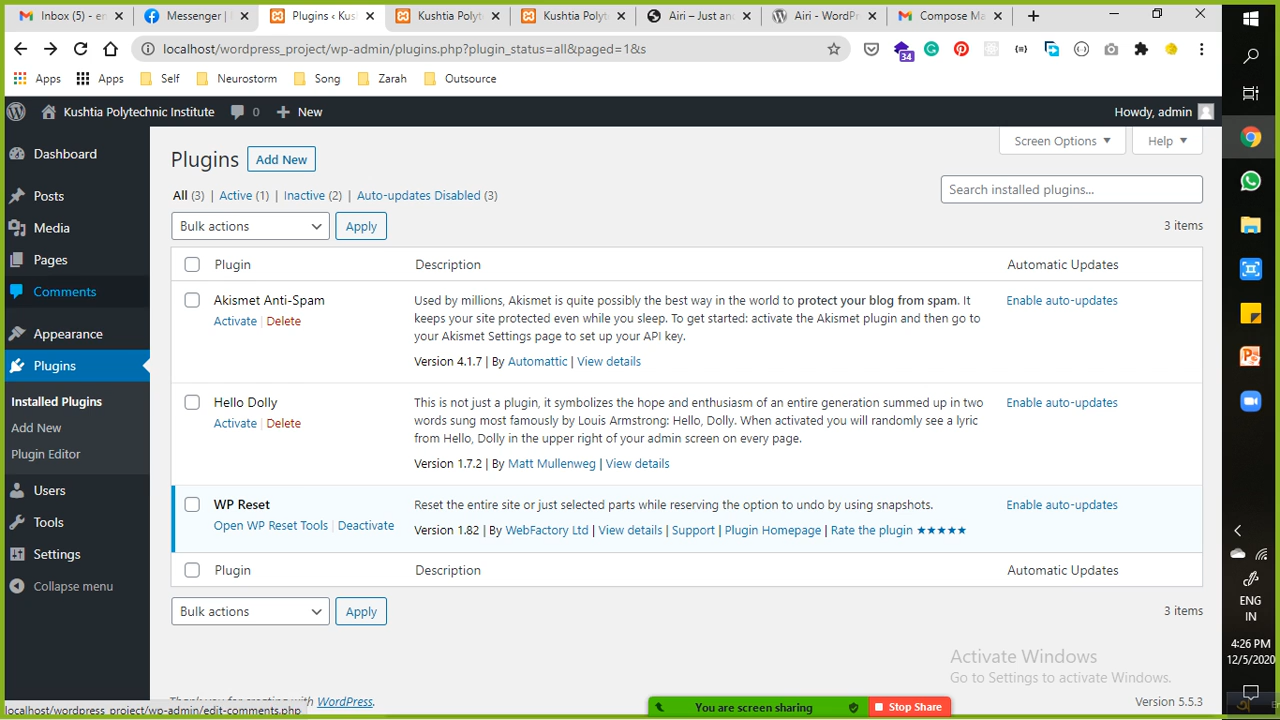 Inbox (5) - en
Messenger |
Plugins ‹ Kus
Kushtia Polyt
Kushtia Polyt
Airi – Just an
Airi - WordPr
Compose Ma
localhost/wordpress_project/wp-admin/plugins.php?plugin_status=all&paged=1&s
34
Apps
Apps
Self
Neurostorm
Song
Zarah
Outsource
Kushtia Polytechnic Institute
0
New
Howdy, admin
Dashboard
Posts
Media
Pages
Comments
Appearance
Plugins
Installed Plugins
Add New
Plugin Editor
Users
Tools
Settings
Collapse menu
Screen Options
Help
Plugins
Add New
All (3) | Active (1) | Inactive (2) | Auto-updates Disabled (3)
Search installed plugins...
Bulk actions
Apply
3 items
Plugin
Description
Automatic Updates
Akismet Anti-Spam
Activate | Delete
Used by millions, Akismet is quite possibly the best way in the world to protect your blog from spam. It
keeps your site protected even while you sleep. To get started: activate the Akismet plugin and then go to
your Akismet Settings page to set up your API key.
Version 4.1.7 | By Automattic | View details
Enable auto-updates
Hello Dolly
Activate | Delete
This is not just a plugin, it symbolizes the hope and enthusiasm of an entire generation summed up in two
words sung most famously by Louis Armstrong: Hello, Dolly. When activated you will randomly see a lyric
from Hello, Dolly in the upper right of your admin screen on every page.
Version 1.7.2 | By Matt Mullenweg | View details
Enable auto-updates
WP Reset
Open WP Reset Tools | Deactivate
Reset the entire site or just selected parts while reserving the option to undo by using snapshots.
Version 1.82 | By WebFactory Ltd | View details | Support | Plugin Homepage | Rate the plugin ★★★★★
Enable auto-updates
Plugin
Description
Automatic Updates
Bulk actions
Apply
3 items
Activate Windows
Go to Settings to activate Windows.
Thank you for creating with WordPress.
Version 5.5.3
localhost/wordpress_project/wp-admin/edit-comments.php
You are screen sharing
Stop Share
ENG
IN
4:26 PM
12/5/2020